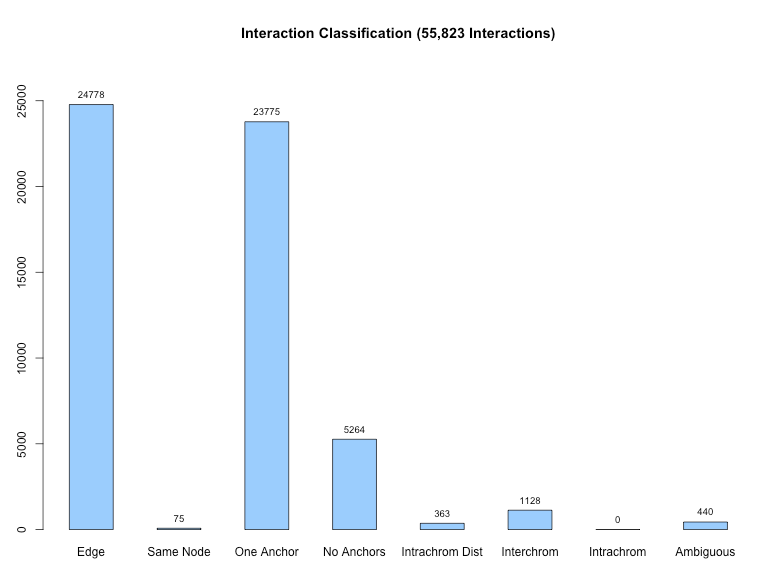 Interaction Classification (55,823 Interactions)
25000
20000
15000
10000
5000
0
24778
75
23775
5264
363
1128
0
440
Edge
Same Node
One Anchor
No Anchors
Intrachrom Dist
Interchrom
Intrachrom
Ambiguous